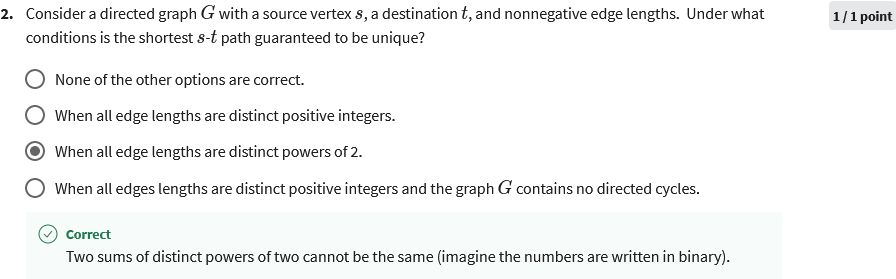 2. Consider a directed graph G with a source vertex s, a destination t, and nonnegative edge lengths. Under what
1 / 1 point
conditions is the shortest s-t path guaranteed to be unique?
None of the other options are correct.
When all edge lengths are distinct positive integers.
When all edge lengths are distinct powers of 2.
When all edges lengths are distinct positive integers and the graph G contains no directed cycles.
Correct
Two sums of distinct powers of two cannot be the same (imagine the numbers are written in binary).